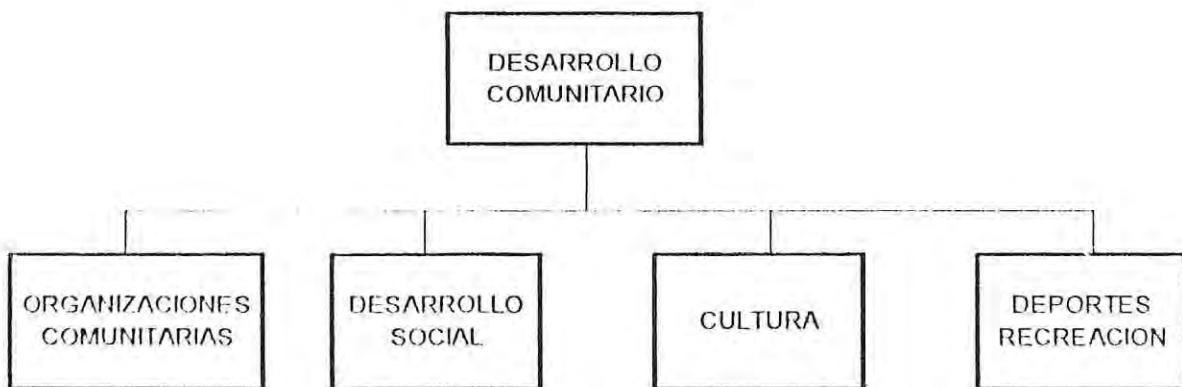 DESARROLLO
COMUNITARIO
ORGANIZACIONES
COMUNITARIAS
DESARROLLO
SOCIAL
CULTURA
DEPORTES
RECREACION